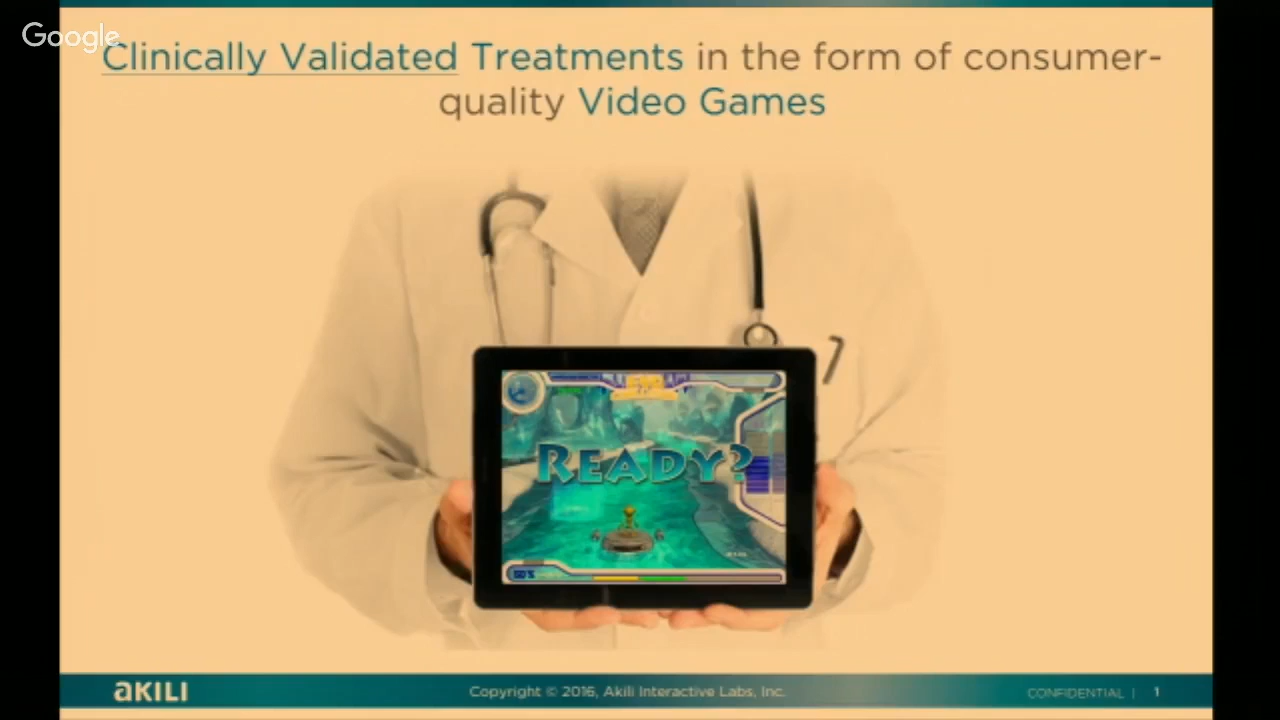 Google
Clinically Validated Treatments in the form of consumer-
quality Video Games
READY?
50%
aKILI
Copyright © 2016, Akili Interactive Labs, Inc.
CONFIDENTIAL | 1